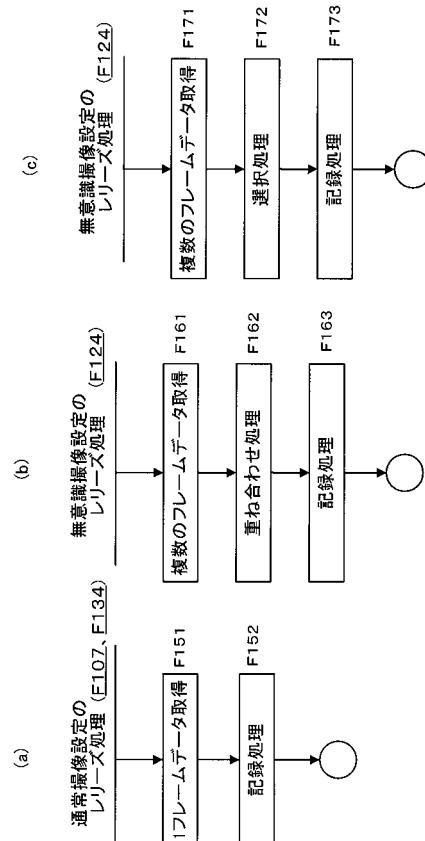 (a)
通常撮像設定の
レリーズ処理 (F107、F134)
1フレームデータ取得 F151
記録処理 F152
(b)
無意識撮像設定の
レリーズ処理 (F124)
複数のフレームデータ取得 F161
重ね合わせ処理 F162
記録処理 F163
(c)
無意識撮像設定の
レリーズ処理 (F124)
複数のフレームデータ取得 F171
選択処理 F172
記録処理 F173